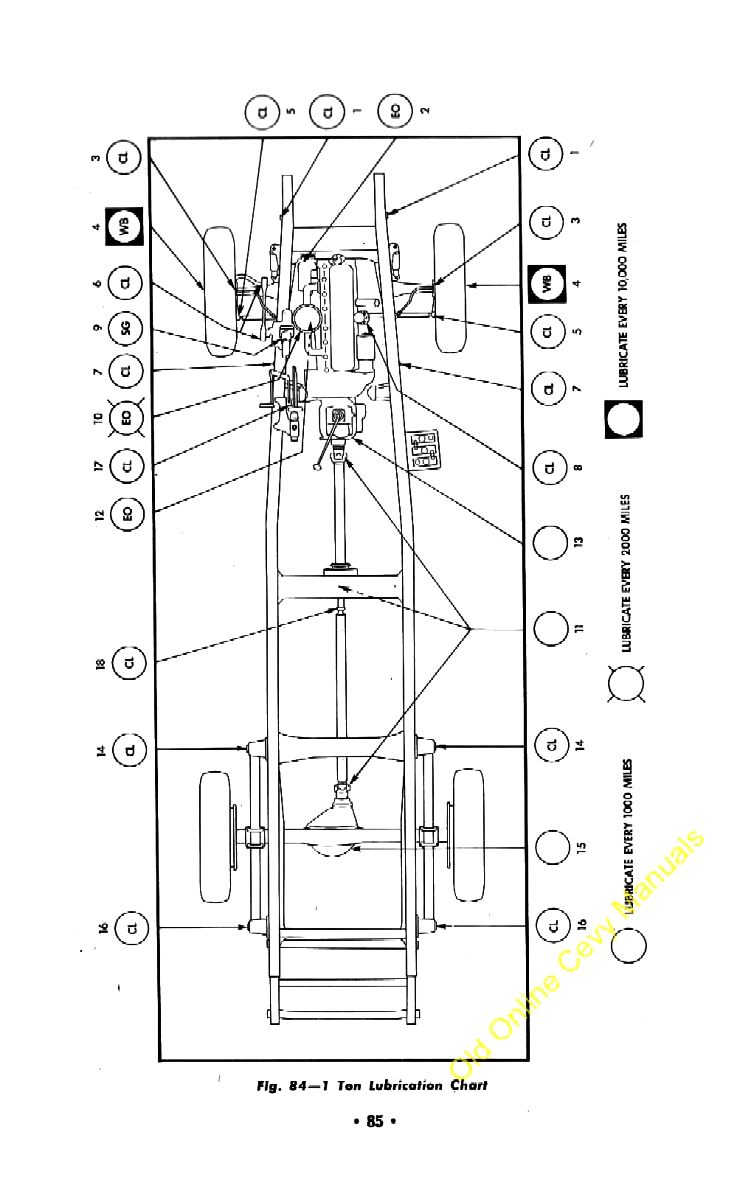 CL 5
CL 1
EO 2
3 CL
4 WB
6 CL
9 SG
7 CL
10 EO
17 CL
12 EO
18 CL
14 CL
16 CL
CL 1
CL 3
WB 4
CL 5
CL 7
CL 8
13
11
CL 14
15
CL 16
LUBRICATE EVERY 10,000 MILES
LUBRICATE EVERY 2000 MILES
LUBRICATE EVERY 1000 MILES
Old Online Cevy Manuals
Fig. 84—1 Ton Lubrication Chart
• 85 •